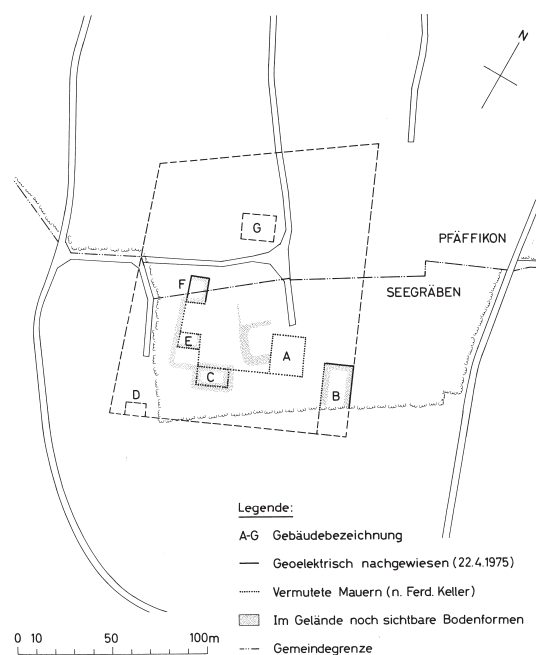 N
G
PFÄFFIKON
F
SEEGRÄBEN
E
A
C
B
D
Legende:
A-G Gebäudebezeichnung
Geoelektrisch nachgewiesen (22.4.1975)
Vermutete Mauern (n. Ferd. Keller)
Im Gelände noch sichtbare Bodenformen
Gemeindegrenze
0 10 50 100m